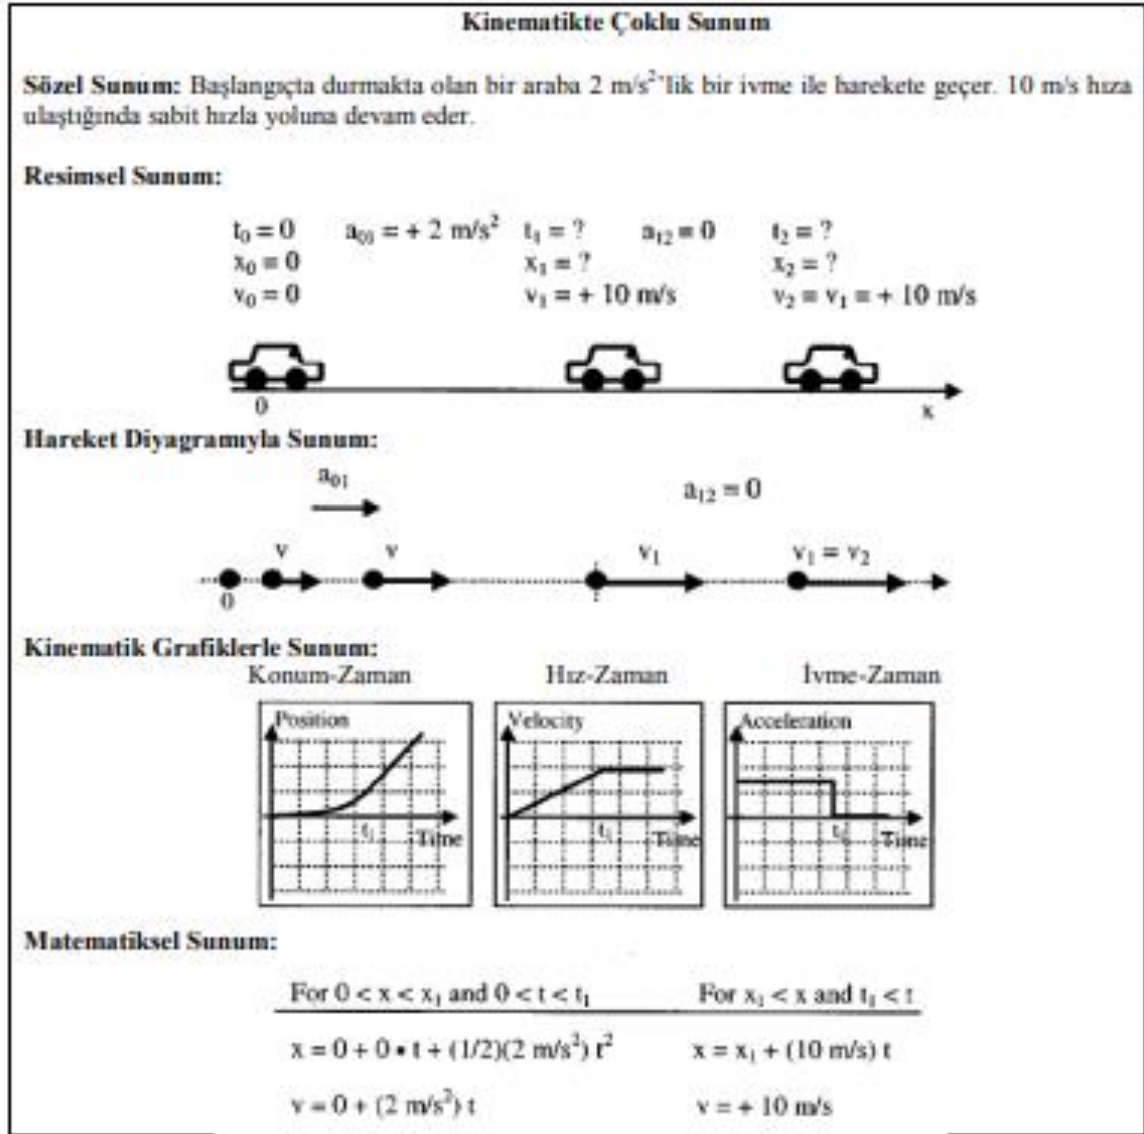 Kinematikte Çoklu Sunum
Sözel Sunum: Başlangıçta durmakta olan bir araba 2 m/s²'lik bir ivme ile harekete geçer. 10 m/s hıza
ulaştığında sabit hızla yoluna devam eder.
Resimsel Sunum:
t₀ = 0 a₀₁ = + 2 m/s² t₁ = ? a₁₂ = 0 t₂ = ?
x₀ = 0 x₁ = ? x₂ = ?
v₀ = 0 v₁ = + 10 m/s v₂ = v₁ = + 10 m/s
0 x
Hareket Diyagramıyla Sunum:
a₀₁ a₁₂ = 0
v v v₁ v₁ = v₂
0
Kinematik Grafiklerle Sunum:
Konum-Zaman Hız-Zaman İvme-Zaman
Position Velocity Acceleration
t₁ Time t₁ Time t₁ Time
Matematiksel Sunum:
For 0 < x < x₁ and 0 < t < t₁ For x₁ < x and t₁ < t
x = 0 + 0 • t + (1/2)(2 m/s²) t² x = x₁ + (10 m/s) t
v = 0 + (2 m/s²) t v = + 10 m/s